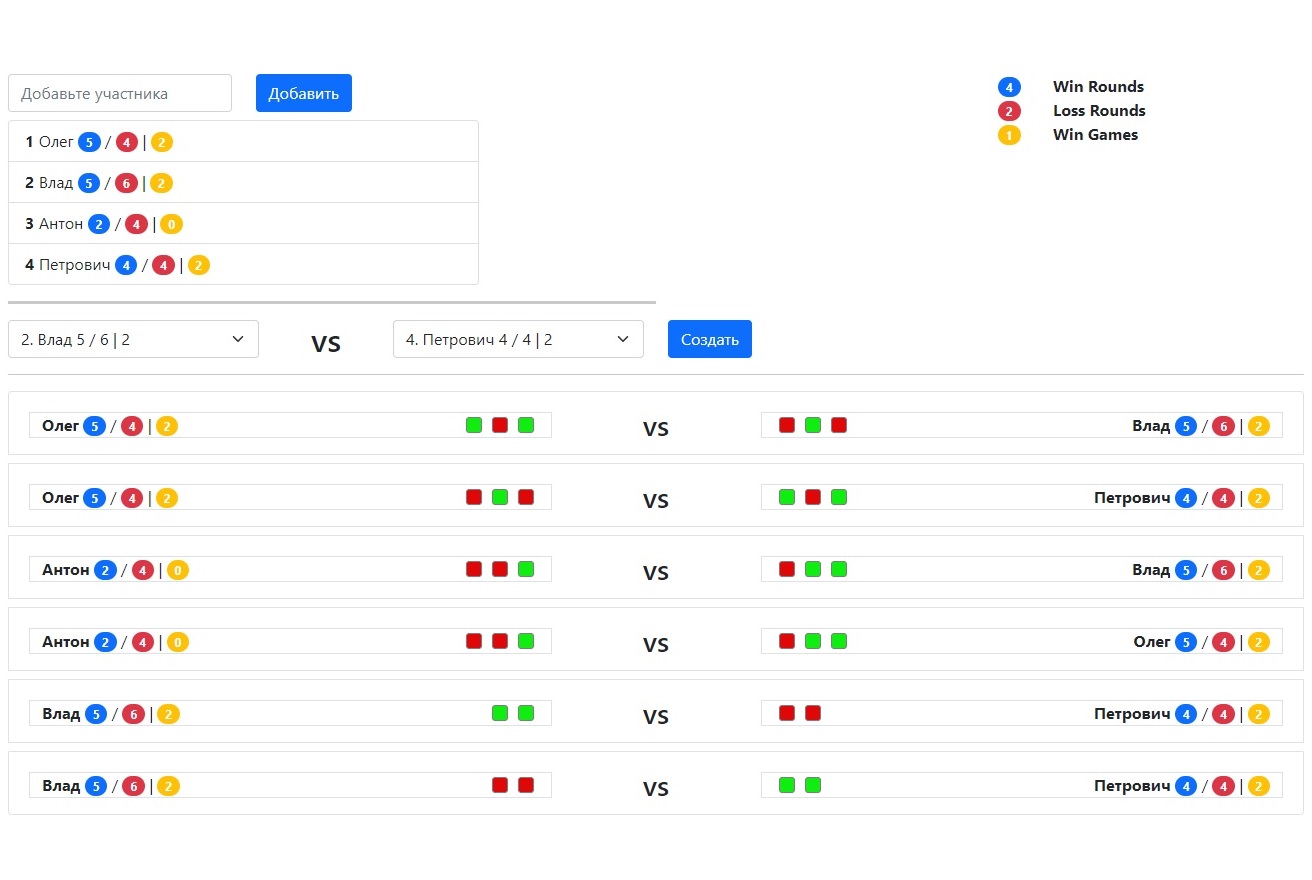 Добавьте участника Добавить
4 Win Rounds
2 Loss Rounds
1 Win Games
1 Олег 5 / 4 | 2
2 Влад 5 / 6 | 2
3 Антон 2 / 4 | 0
4 Петрович 4 / 4 | 2
2. Влад 5 / 6 | 2 VS 4. Петрович 4 / 4 | 2 Создать
Олег 5 / 4 | 2 VS Влад 5 / 6 | 2
Олег 5 / 4 | 2 VS Петрович 4 / 4 | 2
Антон 2 / 4 | 0 VS Влад 5 / 6 | 2
Антон 2 / 4 | 0 VS Олег 5 / 4 | 2
Влад 5 / 6 | 2 VS Петрович 4 / 4 | 2
Влад 5 / 6 | 2 VS Петрович 4 / 4 | 2